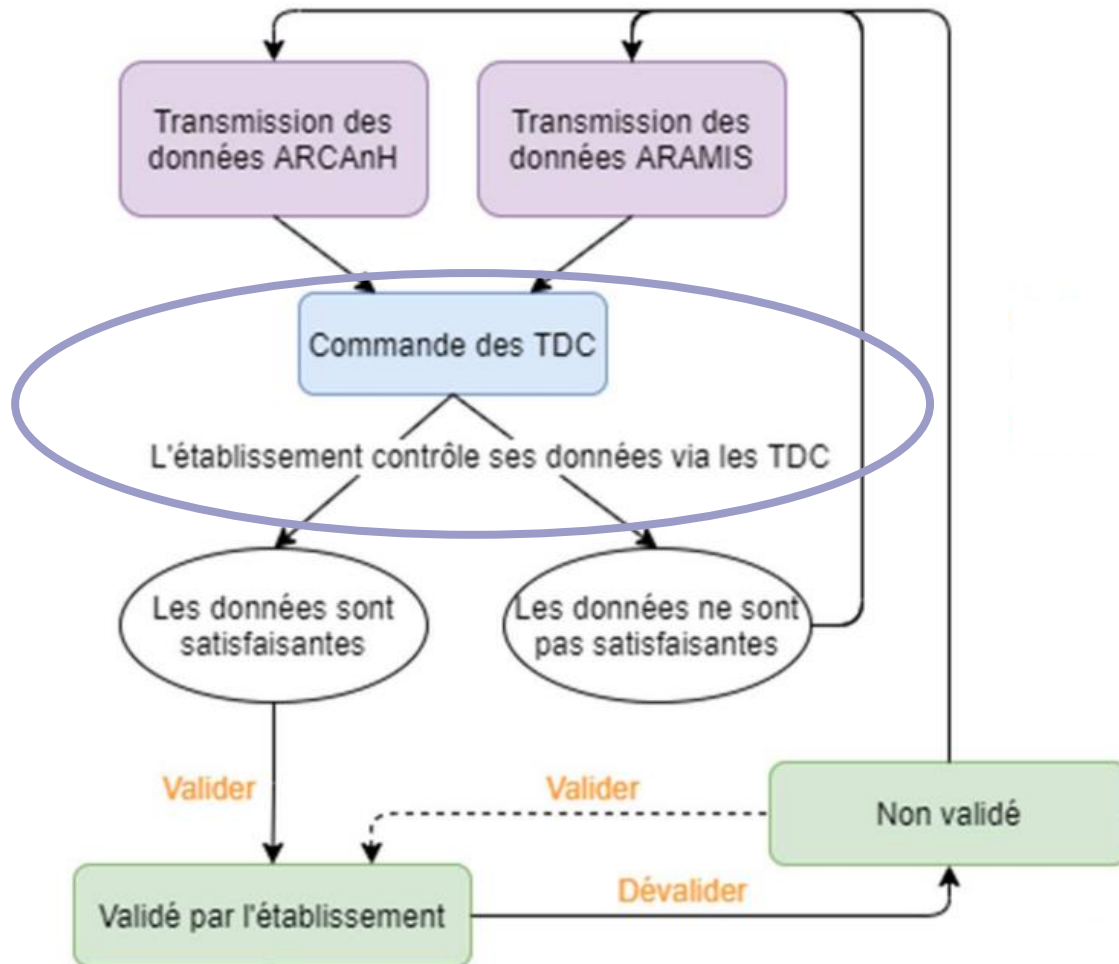 Transmission des
données ARCAnH
Transmission des
données ARAMIS
Commande des TDC
L'établissement contrôle ses données via les TDC
Les données sont
satisfaisantes
Les données ne sont
pas satisfaisantes
Valider
Valider
Non validé
Dévalider
Validé par l'établissement